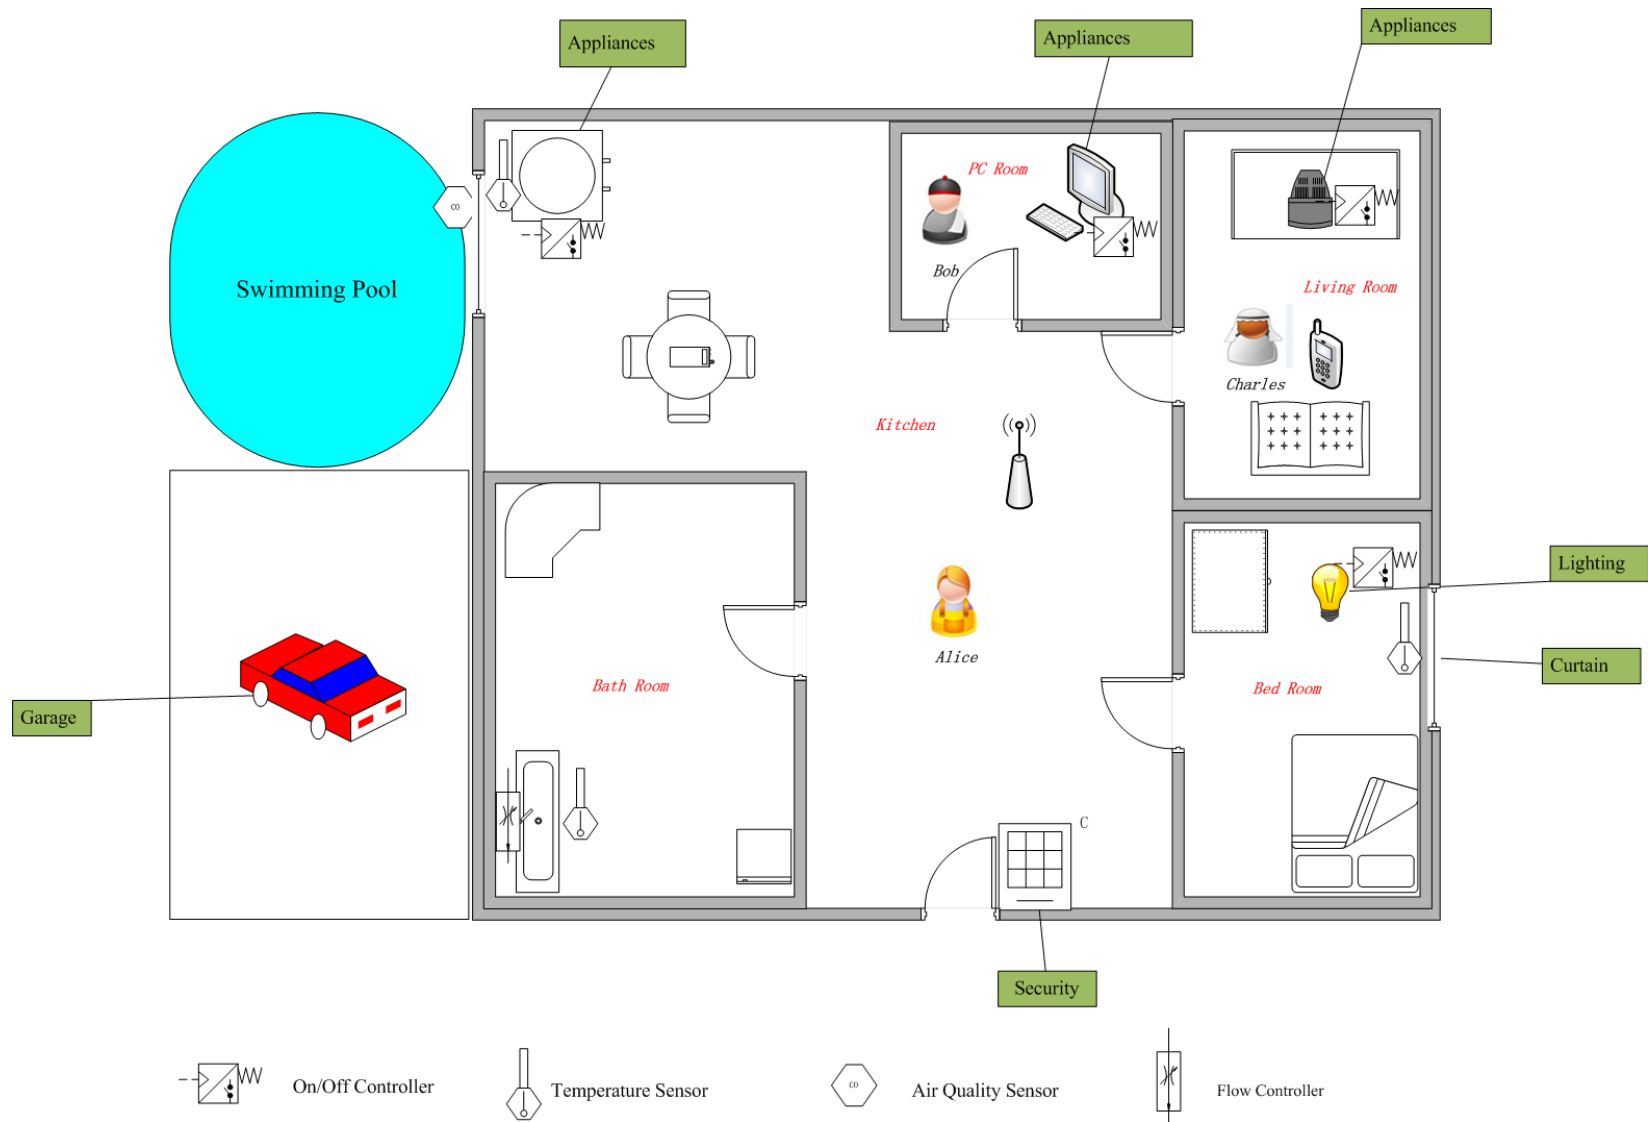 Appliances
Appliances
Appliances
PC Room
CO
Bob
Swimming Pool
Living Room
Charles
Kitchen
Lighting
Alice
Curtain
Bath Room
Bed Room
Garage
C
Security
On/Off Controller
Temperature Sensor
CO
Air Quality Sensor
Flow Controller